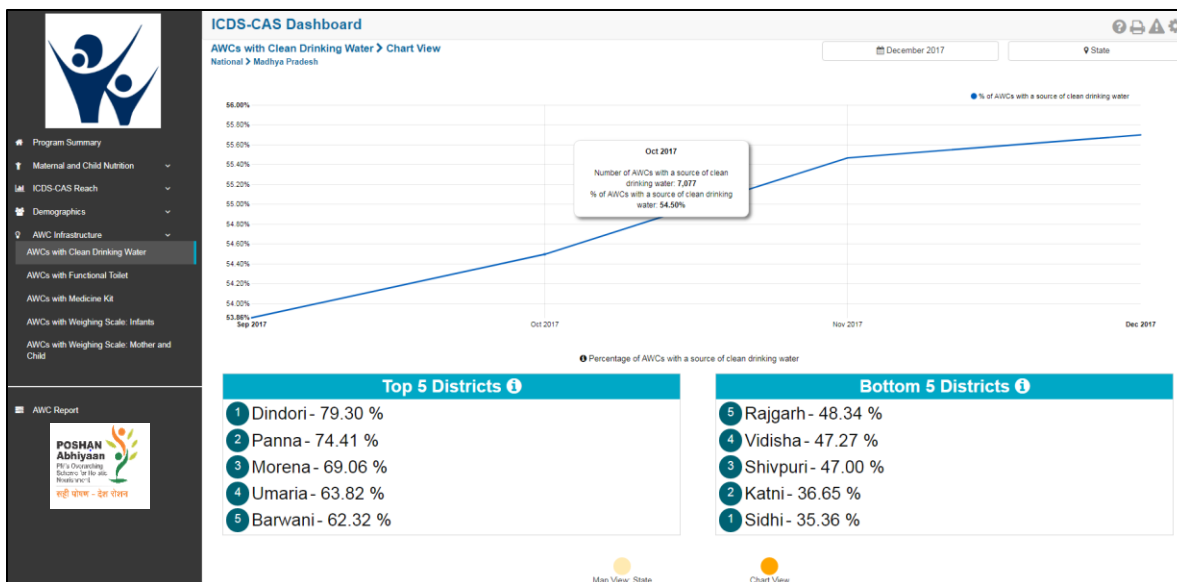 ICDS-CAS Dashboard
AWCs with Clean Drinking Water > Chart View
National > Madhya Pradesh
December 2017
State
Program Summary
Maternal and Child Nutrition
ICDS-CAS Reach
Demographics
AWC Infrastructure
AWCs with Clean Drinking Water
AWCs with Functional Toilet
AWCs with Medicine Kit
AWCs with Weighing Scale: Infants
AWCs with Weighing Scale: Mother and
Child
AWC Report
POSHAN
Abhiyaan
PM's Overarching
Scheme for Holistic
Nourishment
सही पोषण - देश रोशन
% of AWCs with a source of clean drinking water
56.00%
55.80%
55.60%
55.40%
55.20%
55.00%
54.80%
54.60%
54.40%
54.20%
54.00%
53.86%
Sep 2017
Oct 2017
Nov 2017
Dec 2017
Oct 2017
Number of AWCs with a source of clean
drinking water: 7,077
% of AWCs with a source of clean drinking
water: 54.50%
Percentage of AWCs with a source of clean drinking water
Top 5 Districts
1 Dindori - 79.30 %
2 Panna - 74.41 %
3 Morena - 69.06 %
4 Umaria - 63.82 %
5 Barwani - 62.32 %
Bottom 5 Districts
5 Rajgarh - 48.34 %
4 Vidisha - 47.27 %
3 Shivpuri - 47.00 %
2 Katni - 36.65 %
1 Sidhi - 35.36 %
Map View: State
Chart View